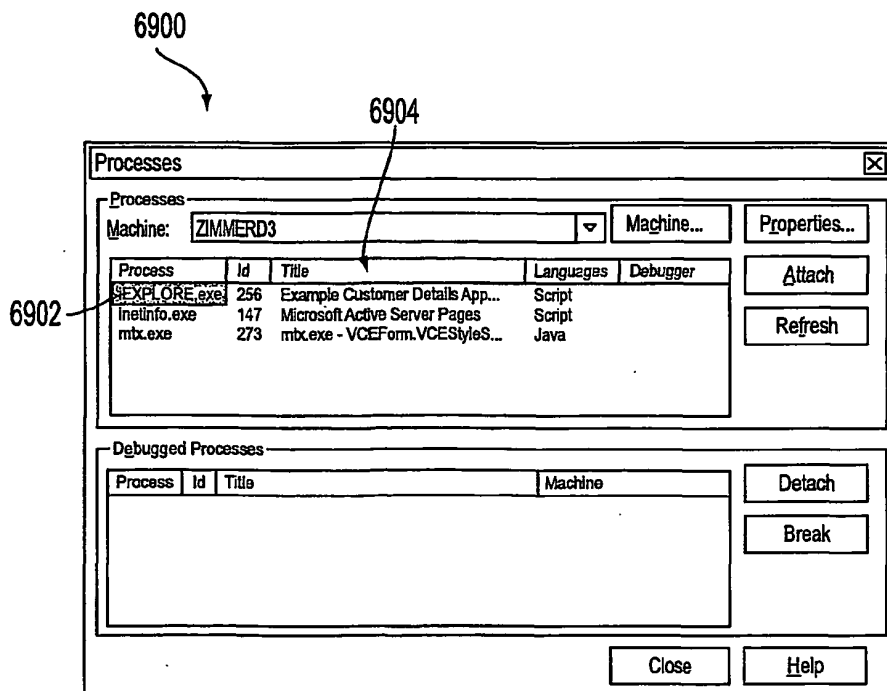 6900
6904
Processes
Processes
Machine: ZIMMERD3 Machine... Properties...
Process Id Title Languages Debugger Attach
IEXPLORE.exe 256 Example Customer Details App... Script
6902
inetinfo.exe 147 Microsoft Active Server Pages Script Refresh
mtx.exe 273 mtx.exe - VCEForm.VCEStyleS... Java
Debugged Processes
Process Id Title Machine Detach
Break
Close Help